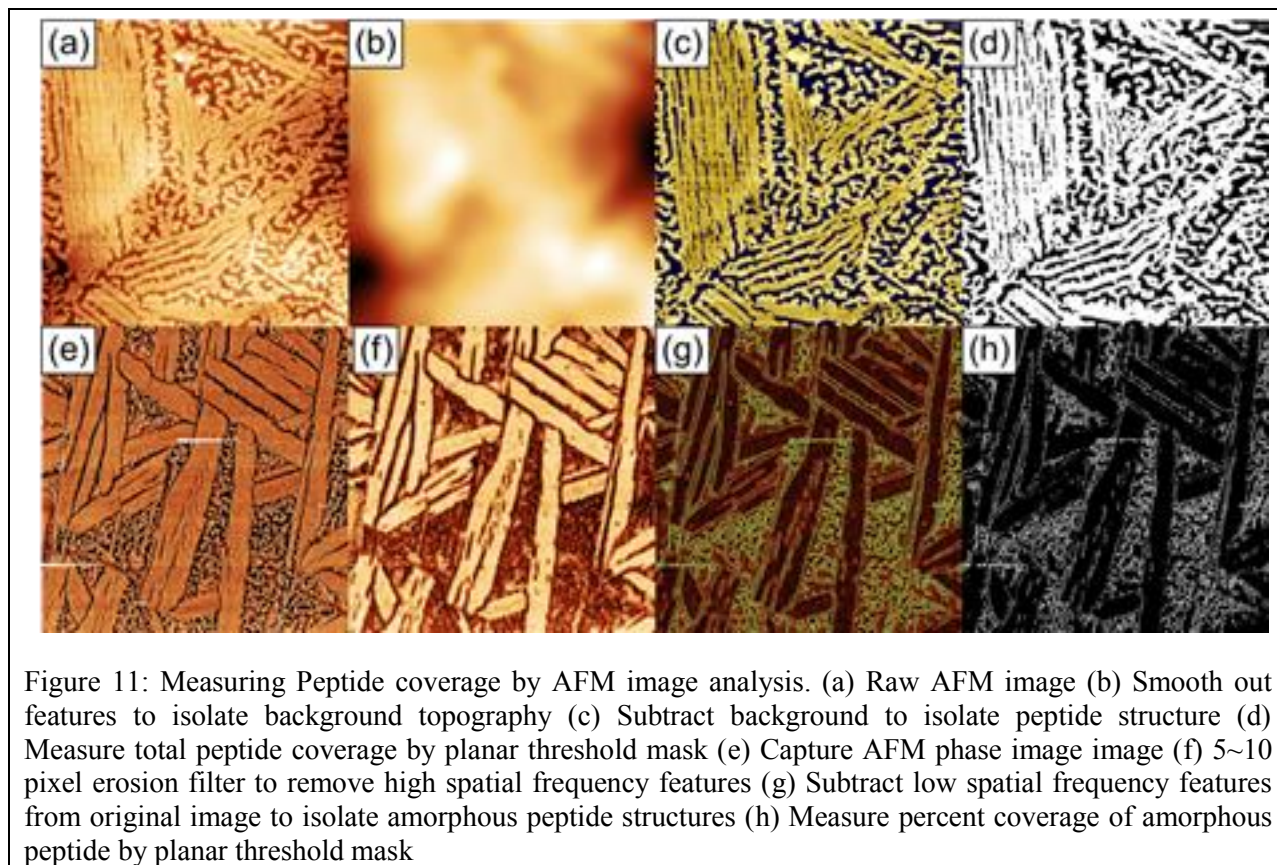 (a) (b) (c) (d)
(e) (f) (g) (h)
Figure 11: Measuring Peptide coverage by AFM image analysis. (a) Raw AFM image (b) Smooth out
features to isolate background topography (c) Subtract background to isolate peptide structure (d)
Measure total peptide coverage by planar threshold mask (e) Capture AFM phase image image (f) 5~10
pixel erosion filter to remove high spatial frequency features (g) Subtract low spatial frequency features
from original image to isolate amorphous peptide structures (h) Measure percent coverage of amorphous
peptide by planar threshold mask